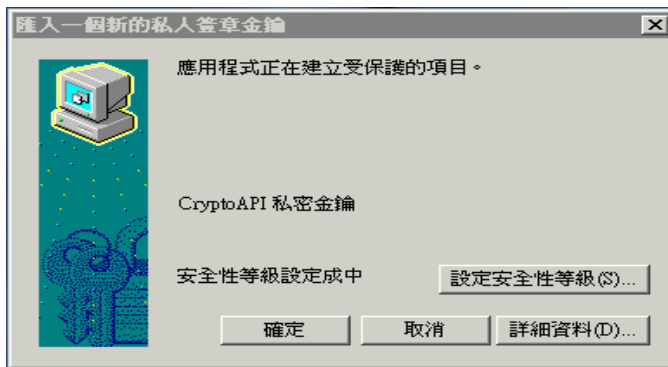 匯入一個新的私人簽章金鑰
應用程式正在建立受保護的項目。
CryptoAPI 私密金鑰
安全性等級設定成中
設定安全性等級(S)...
確定
取消
詳細資料(D)...